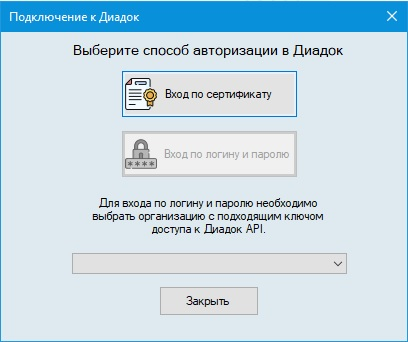 Подключение к Диадок
Выберите способ авторизации в Диадок
Вход по сертификату
****
Вход по логину и паролю
Для входа по логину и паролю необходимо
выбрать организацию с подходящим ключом
доступа к Диадок API.
Закрыть